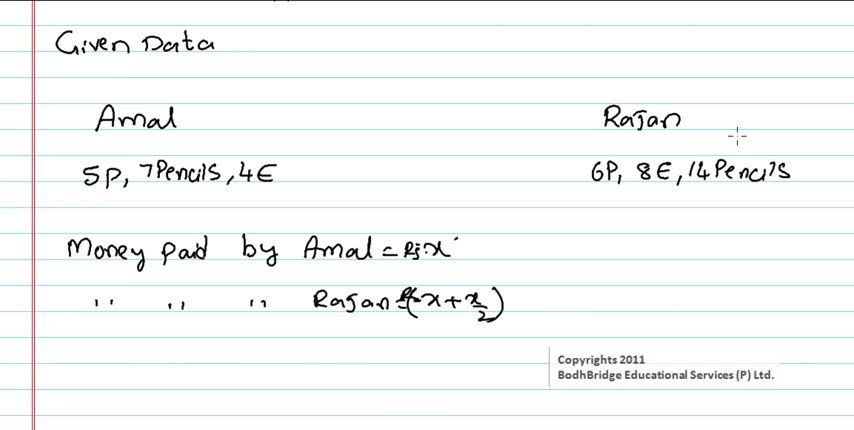 Given Data
Amal Rajan
5P, 7Pencils, 4E 6P, 8E, 14Pencils
Money paid by Amal = Rs. x
" " " Rajan = (x + x/2)
Copyrights 2011
BodhBridge Educational Services (P) Ltd.